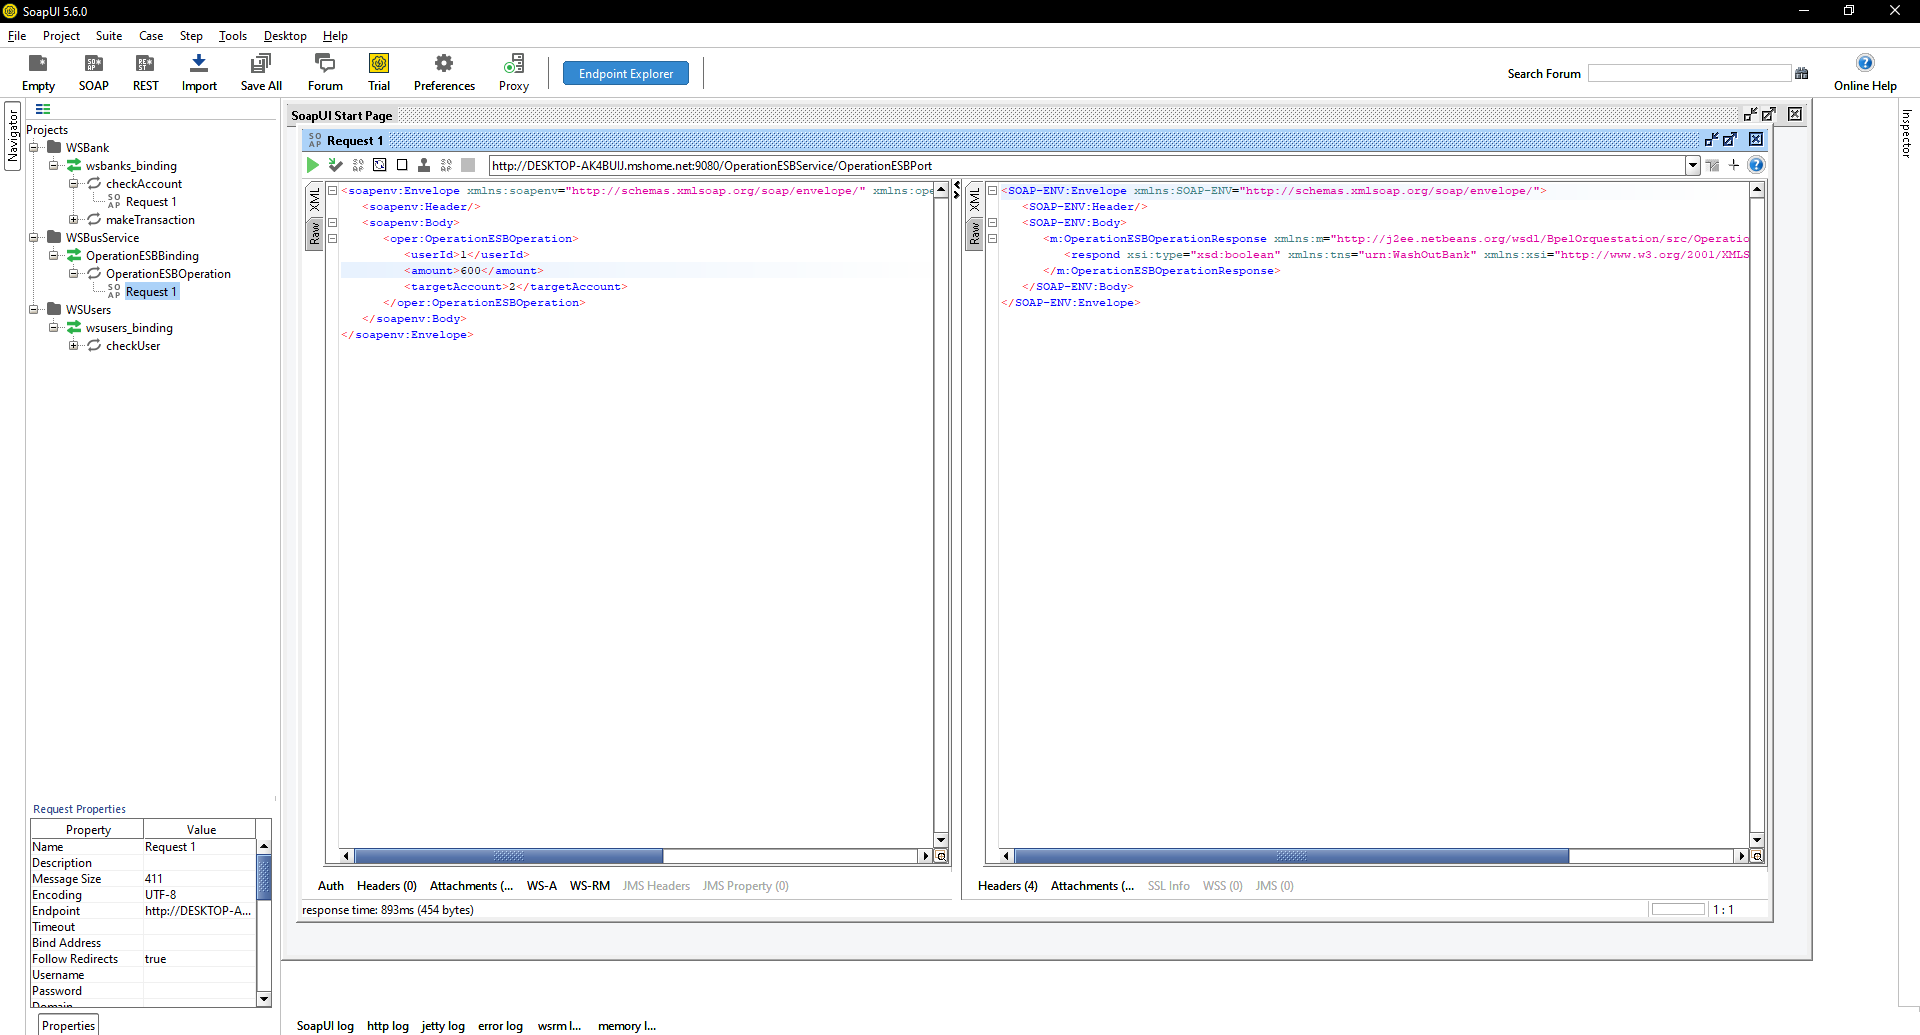 SoapUI 5.6.0
File Project Suite Case Step Tools Desktop Help
Empty SOAP REST Import Save All Forum Trial Preferences Proxy Endpoint Explorer Search Forum Online Help
Navigator
Inspector
Projects
WSBank
wsbanks_binding
checkAccount
Request 1
makeTransaction
WSBusService
OperationESBBinding
OperationESBOperation
Request 1
WSUsers
wsusers_binding
checkUser
SoapUI Start Page
Request 1
http://DESKTOP-AK4BUIJ.mshome.net:9080/OperationESBService/OperationESBPort
XML
Raw
<soapenv:Envelope xmlns:soapenv="http://schemas.xmlsoap.org/soap/envelope/" xmlns:ope
<soapenv:Header/>
<soapenv:Body>
<oper:OperationESBOperation>
<userId>1</userId>
<amount>600</amount>
<targetAccount>2</targetAccount>
</oper:OperationESBOperation>
</soapenv:Body>
</soapenv:Envelope>
XML
Raw
<SOAP-ENV:Envelope xmlns:SOAP-ENV="http://schemas.xmlsoap.org/soap/envelope/">
<SOAP-ENV:Header/>
<SOAP-ENV:Body>
<m:OperationESBOperationResponse xmlns:m="http://j2ee.netbeans.org/wsdl/BpelOrquestation/src/Operatio
<respond xsi:type="xsd:boolean" xmlns:tns="urn:WashOutBank" xmlns:xsi="http://www.w3.org/2001/XMLS
</m:OperationESBOperationResponse>
</SOAP-ENV:Body>
</SOAP-ENV:Envelope>
Auth Headers (0) Attachments (... WS-A WS-RM JMS Headers JMS Property (0)
Headers (4) Attachments (... SSL Info WSS (0) JMS (0)
response time: 893ms (454 bytes)
1 : 1
Request Properties
Property Value
Name Request 1
Description
Message Size 411
Encoding UTF-8
Endpoint http://DESKTOP-A...
Timeout
Bind Address
Follow Redirects true
Username
Password
Domain
Properties
SoapUI log http log jetty log error log wsrm l... memory l...